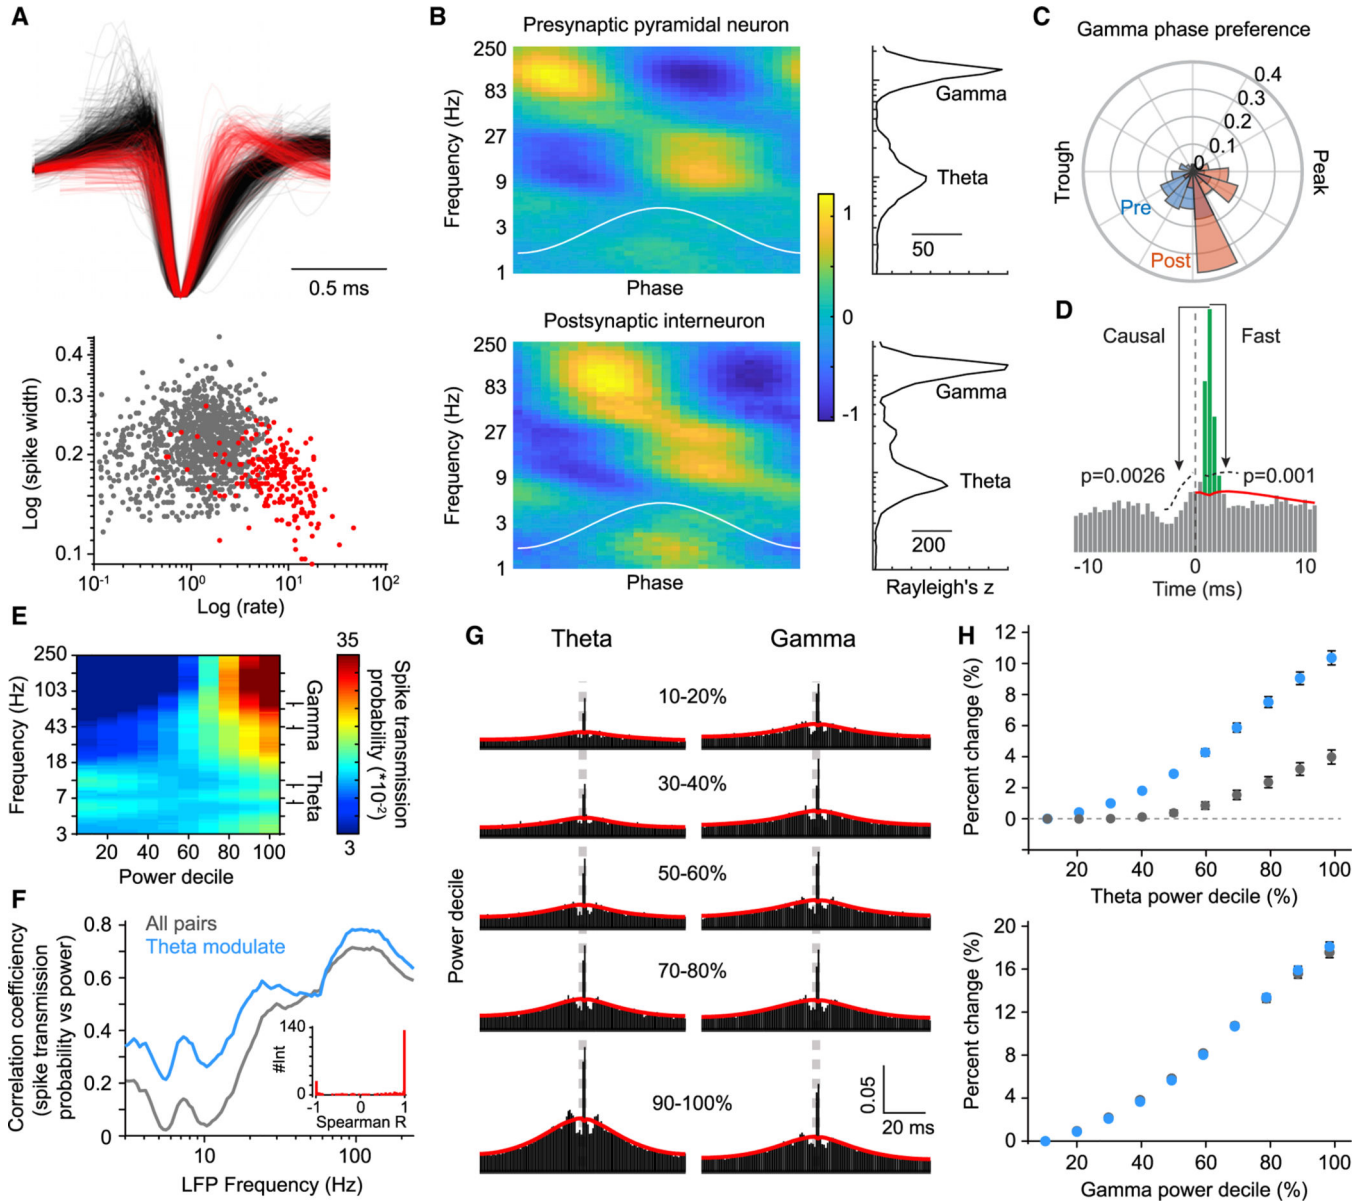 A
0.5 ms
Log (spike width)
0.4
0.3
0.2
0.1
10-1
100
101
102
Log (rate)
B
Presynaptic pyramidal neuron
Frequency (Hz)
250
83
27
9
3
1
Phase
Gamma
Theta
50
1
0
-1
Postsynaptic interneuron
Frequency (Hz)
250
83
27
9
3
1
Phase
Gamma
Theta
200
Rayleigh's z
C
Gamma phase preference
0.4
0.3
0.2
0.1
0
Trough
Peak
Pre
Post
D
Causal
Fast
p=0.0026
p=0.001
-10
0
10
Time (ms)
E
Frequency (Hz)
250
103
43
18
7
3
20 40 60 80 100
Power decile
Gamma
Theta
35
3
Spike transmission
probability (*10-2)
F
Correlation coefficiency
(spike transmission
probability vs power)
0.8
0.6
0.4
0.2
0
All pairs
Theta modulate
140
0
#Int
-1 0 1
Spearman R
10 100
LFP Frequency (Hz)
G
Theta
Gamma
Power decile
10-20%
30-40%
50-60%
70-80%
90-100%
0.05
20 ms
H
Percent change (%)
12
10
8
6
4
2
0
20 40 60 80 100
Theta power decile (%)
Percent change (%)
20
16
12
8
4
0
20 40 60 80 100
Gamma power decile (%)